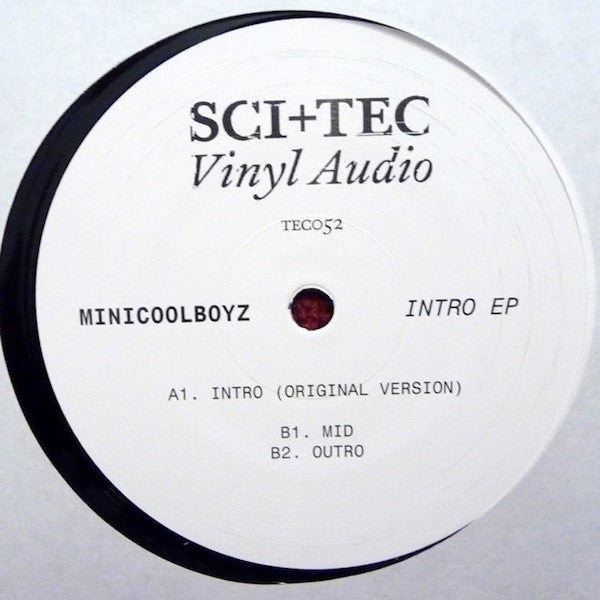 SCI+TEC
Vinyl Audio
TEC052
MINICOOLBOYZ INTRO EP
A1. INTRO (ORIGINAL VERSION)
B1. MID
B2. OUTRO